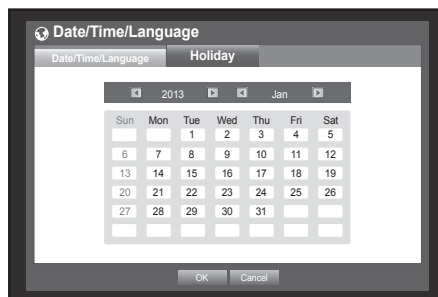 Date/Time/Language
Date/Time/Language Holiday
2013 Jan
Sun Mon Tue Wed Thu Fri Sat
1 2 3 4 5
6 7 8 9 10 11 12
13 14 15 16 17 18 19
20 21 22 23 24 25 26
27 28 29 30 31
OK Cancel